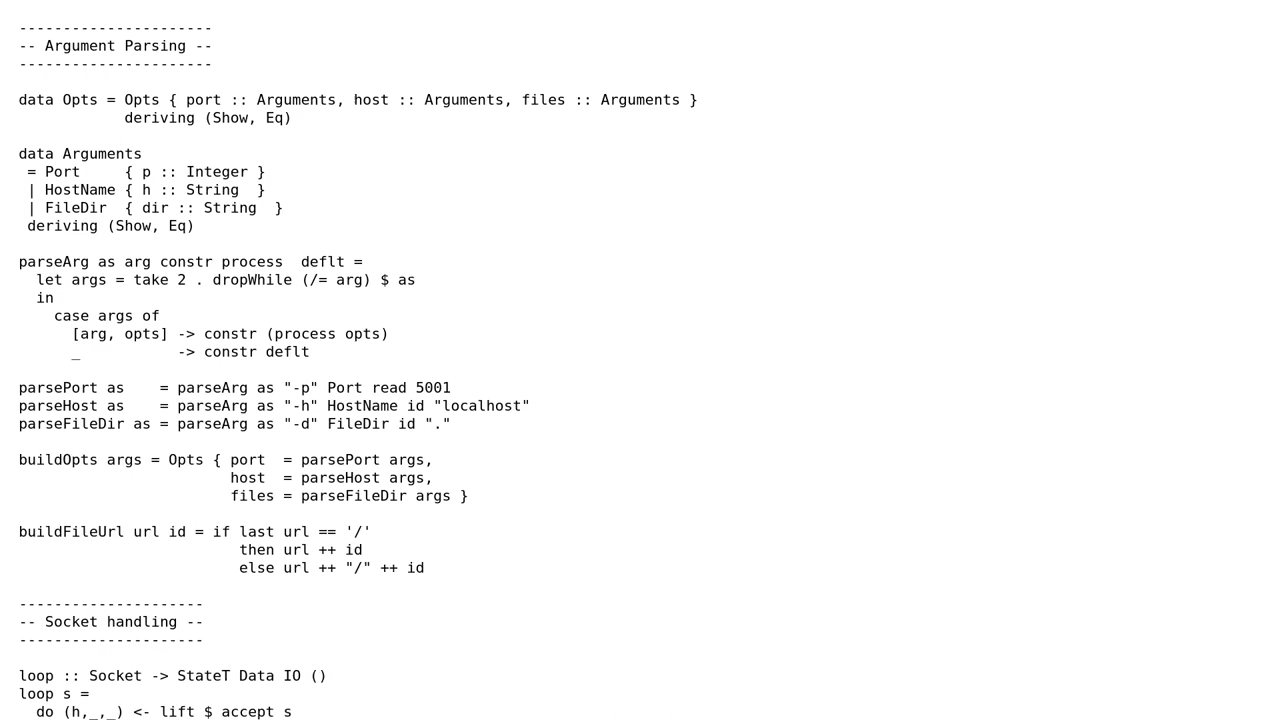 ----------------------
-- Argument Parsing --
----------------------

data Opts = Opts { port :: Arguments, host :: Arguments, files :: Arguments }
            deriving (Show, Eq)

data Arguments
 = Port     { p :: Integer }
 | HostName { h :: String  }
 | FileDir  { dir :: String  }
 deriving (Show, Eq)

parseArg as arg constr process  deflt =
  let args = take 2 . dropWhile (/= arg) $ as
  in
    case args of
      [arg, opts] -> constr (process opts)
      _           -> constr deflt

parsePort as    = parseArg as "-p" Port read 5001
parseHost as    = parseArg as "-h" HostName id "localhost"
parseFileDir as = parseArg as "-d" FileDir id "."

buildOpts args = Opts { port  = parsePort args,
                        host  = parseHost args,
                        files = parseFileDir args }

buildFileUrl url id = if last url == '/'
                         then url ++ id
                         else url ++ "/" ++ id

---------------------
-- Socket handling --
---------------------

loop :: Socket -> StateT Data IO ()
loop s =
  do (h,_,_) <- lift $ accept s